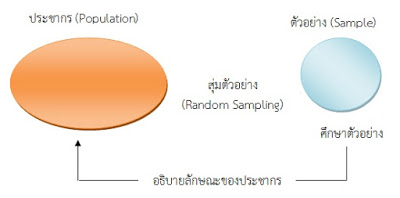 ประชากร (Population)
ตัวอย่าง (Sample)
สุ่มตัวอย่าง
(Random Sampling)
ศึกษาตัวอย่าง
อธิบายลักษณะของประชากร